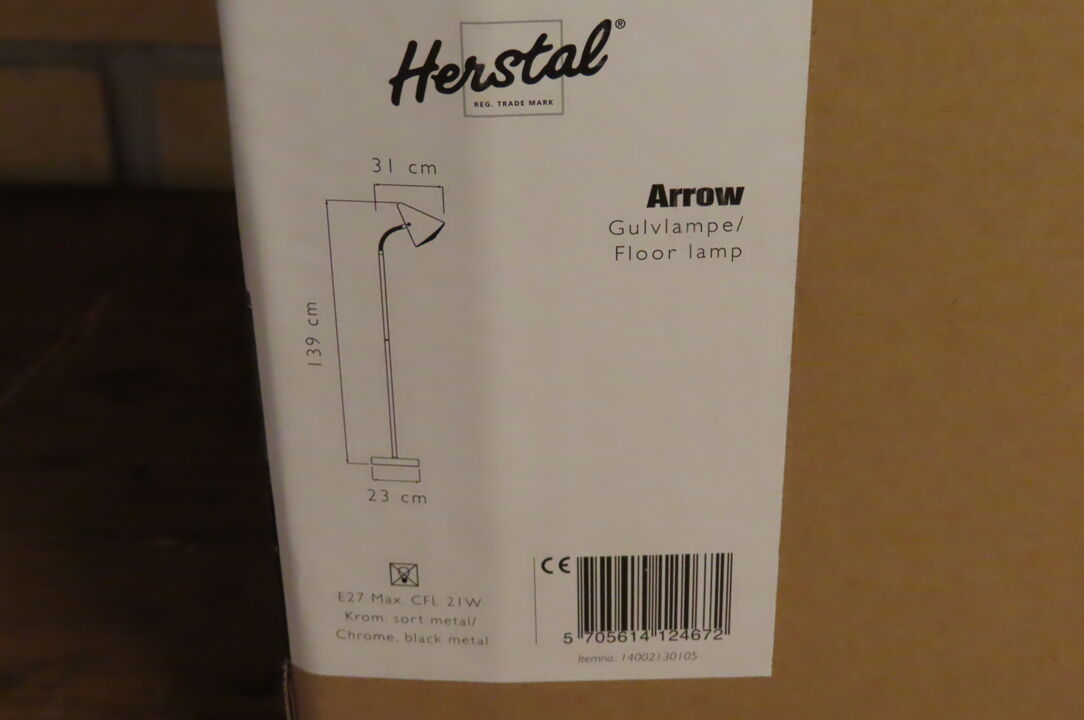 Herstal®
REG. TRADE MARK
31 cm
Arrow
Gulvlampe/
Floor lamp
139 cm
23 cm
E27 Max. CFL 21W
Krom, sort metal/
Chrome, black metal
CE
5 705614 124672
Itemno.: 14002130105